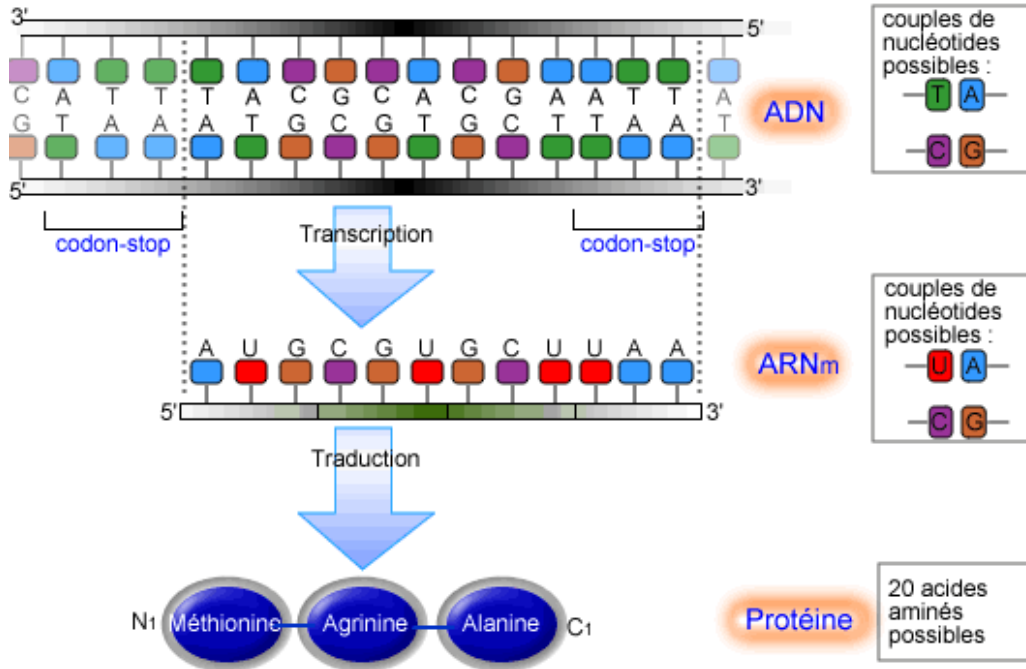 3'
5'
C A T T T A C G C A C G A A T T A
G T A A A T G C G T G C T T A A T
5'
3'
ADN
couples de
nucléotides
possibles :
T A
C G
codon-stop
Transcription
codon-stop
A U G C G U G C U U A A
5'
3'
ARNm
couples de
nucléotides
possibles :
U A
C G
Traduction
N1 Méthionine Agrinine Alanine C1
Protéine
20 acides
aminés
possibles